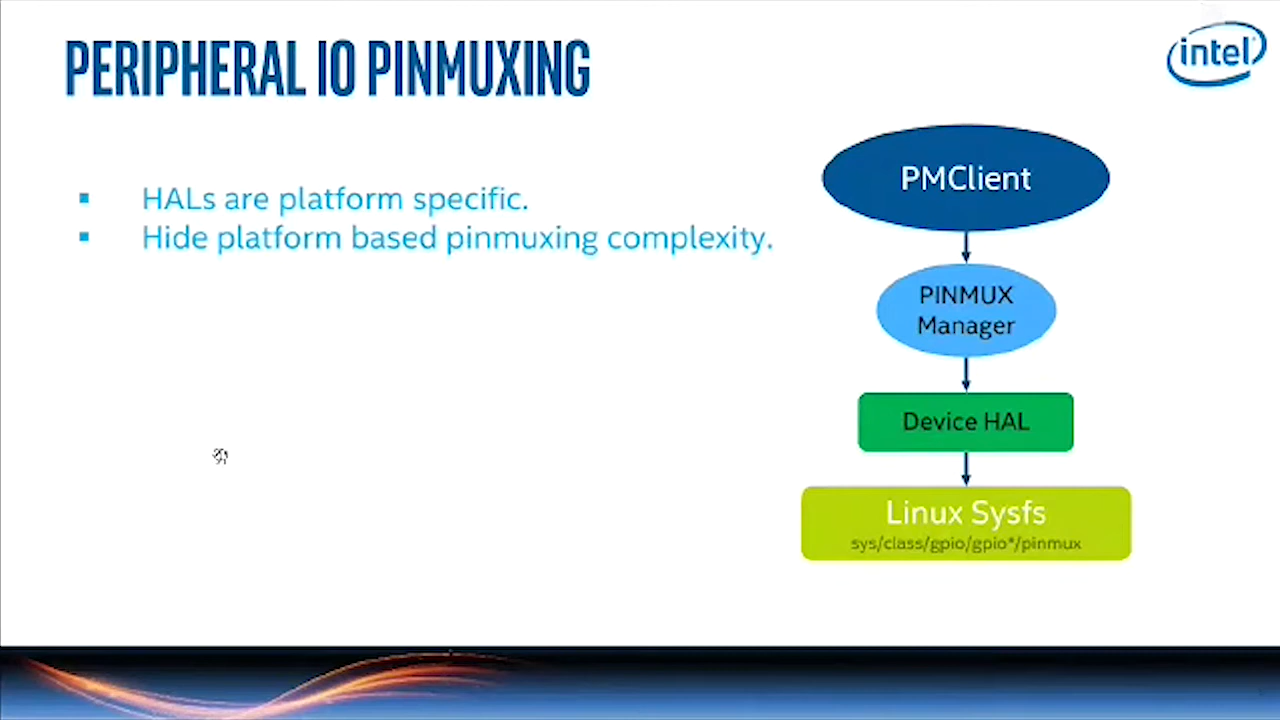 PERIPHERAL IO PINMUXING
intel
HALs are platform specific.
Hide platform based pinmuxing complexity.
PMClient
PINMUX
Manager
Device HAL
Linux Sysfs
sys/class/gpio/gpio*/pinmux